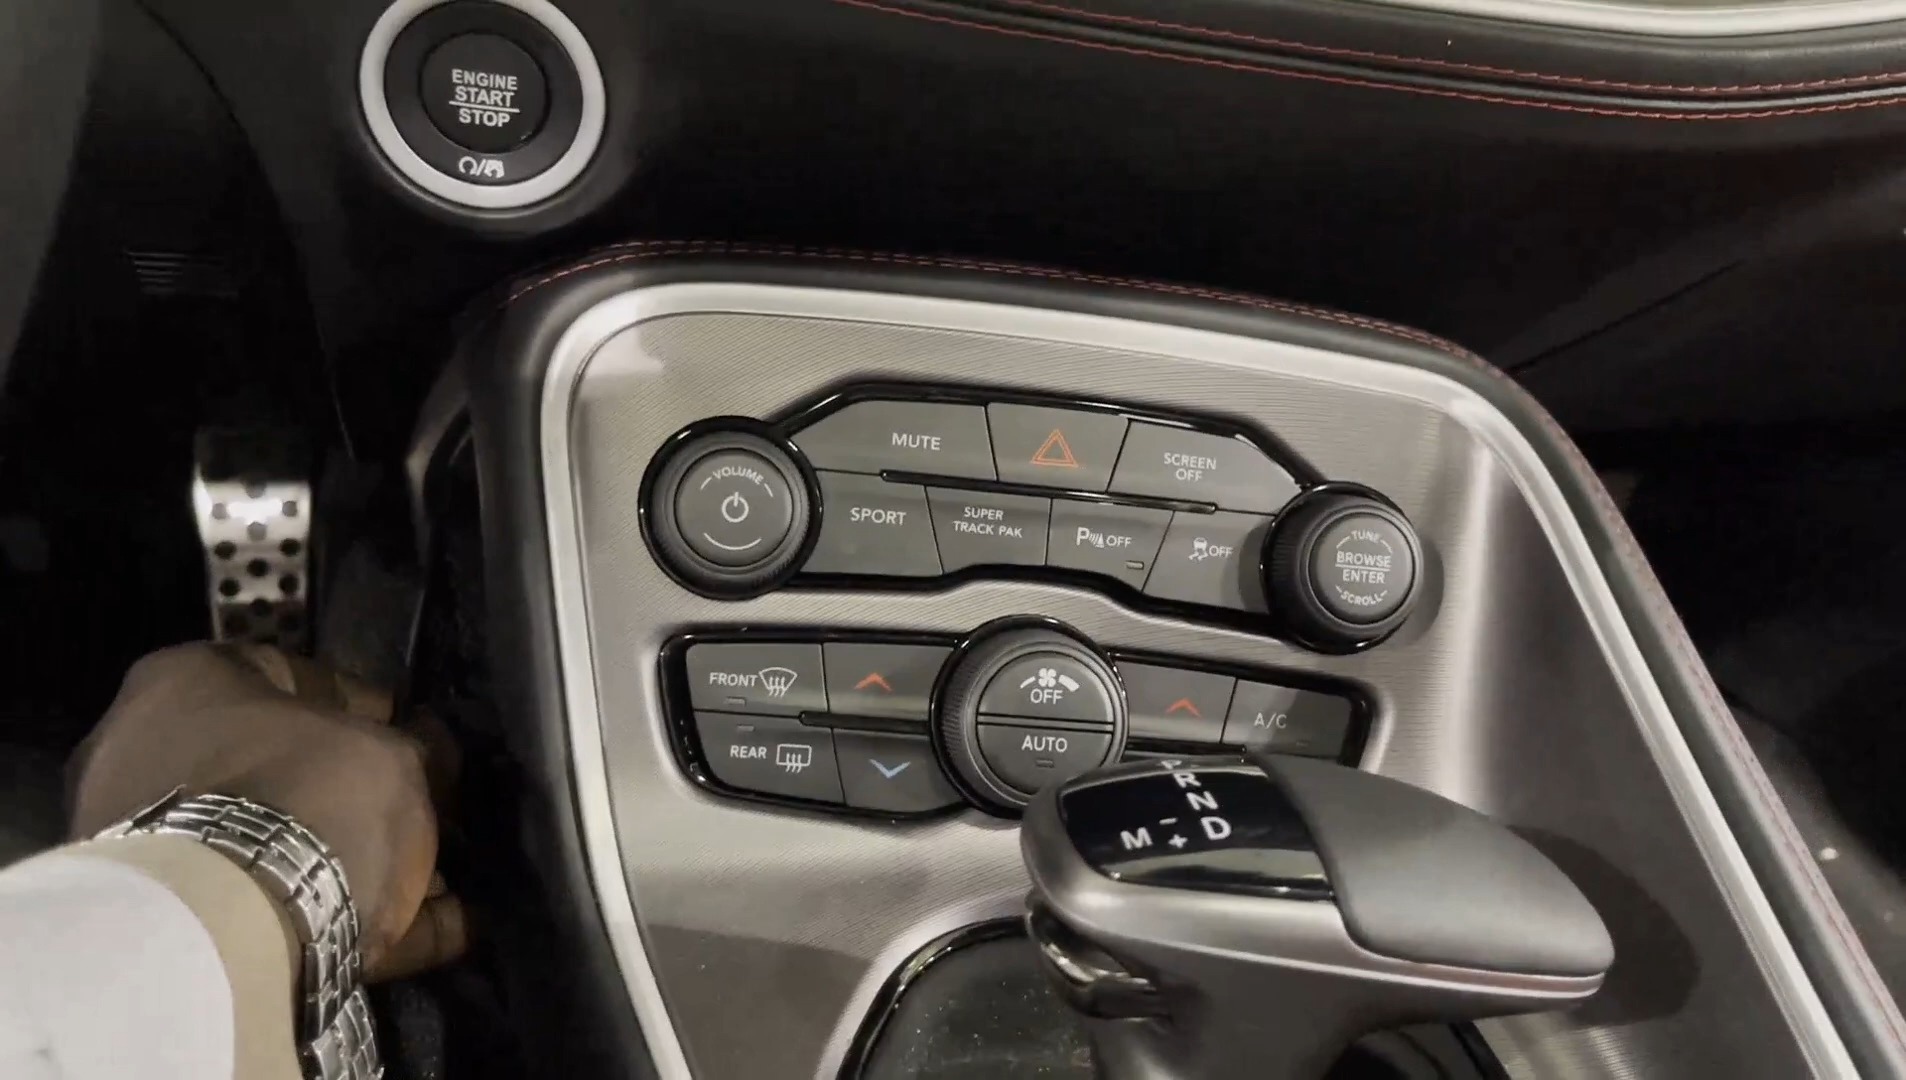 ENGINE
START
STOP
MUTE
SCREEN
OFF
VOLUME
SPORT
SUPER
TRACK PAK
P OFF
OFF
TUNE
BROWSE
ENTER
SCROLL
FRONT
OFF
A/C
REAR
AUTO
P
R
N
M - + D